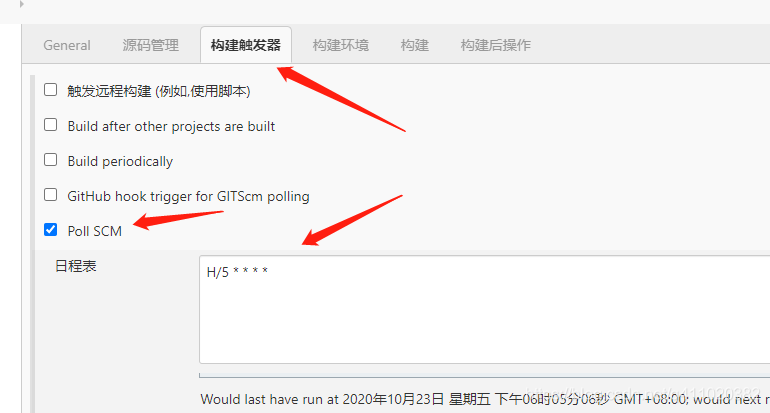 General 源码管理 构建触发器 构建环境 构建 构建后操作
触发远程构建 (例如,使用脚本)
Build after other projects are built
Build periodically
GitHub hook trigger for GITScm polling
Poll SCM
日程表
H/5 * * * *
Would last have run at 2020年10月23日 星期五 下午06时05分06秒 GMT+08:00; would next r